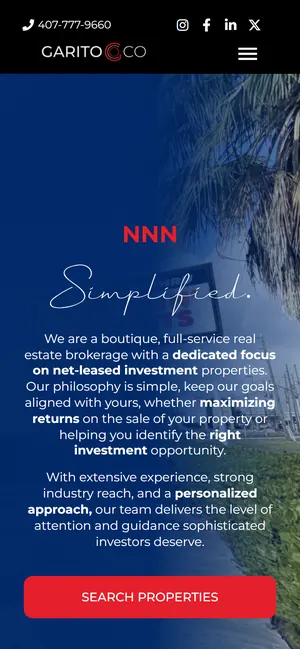 407-777-9660
GARITO CO
NNN
Simplified.
We are a boutique, full-service real
estate brokerage with a dedicated focus
on net-leased investment properties.
Our philosophy is simple, keep our goals
aligned with yours, whether maximizing
returns on the sale of your property or
helping you identify the right
investment opportunity.
With extensive experience, strong
industry reach, and a personalized
approach, our team delivers the level of
attention and guidance sophisticated
investors deserve.
SEARCH PROPERTIES